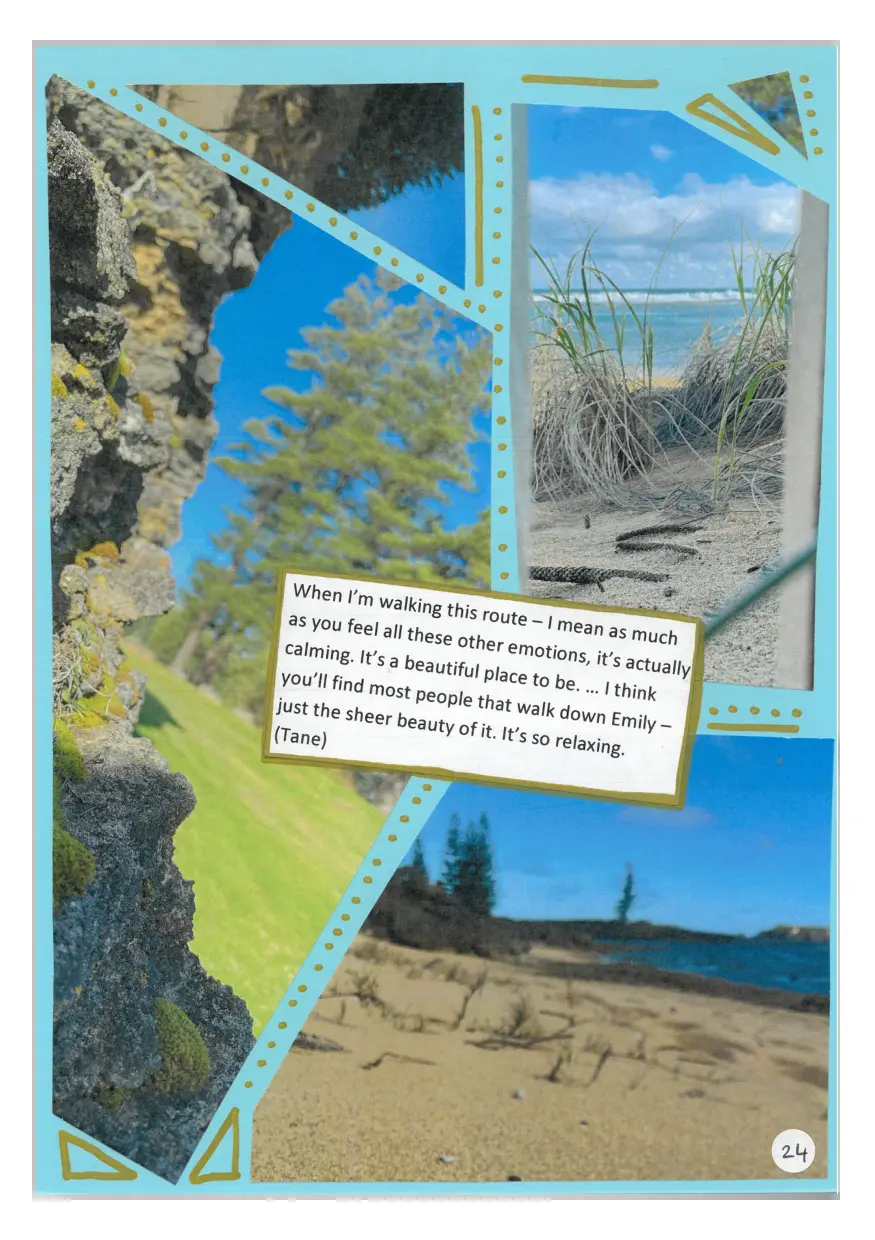 When I'm walking this route – I mean as much
as you feel all these other emotions, it's actually
calming. It's a beautiful place to be. ... I think
you'll find most people that walk down Emily –
just the sheer beauty of it. It's so relaxing.
(Tane)
24